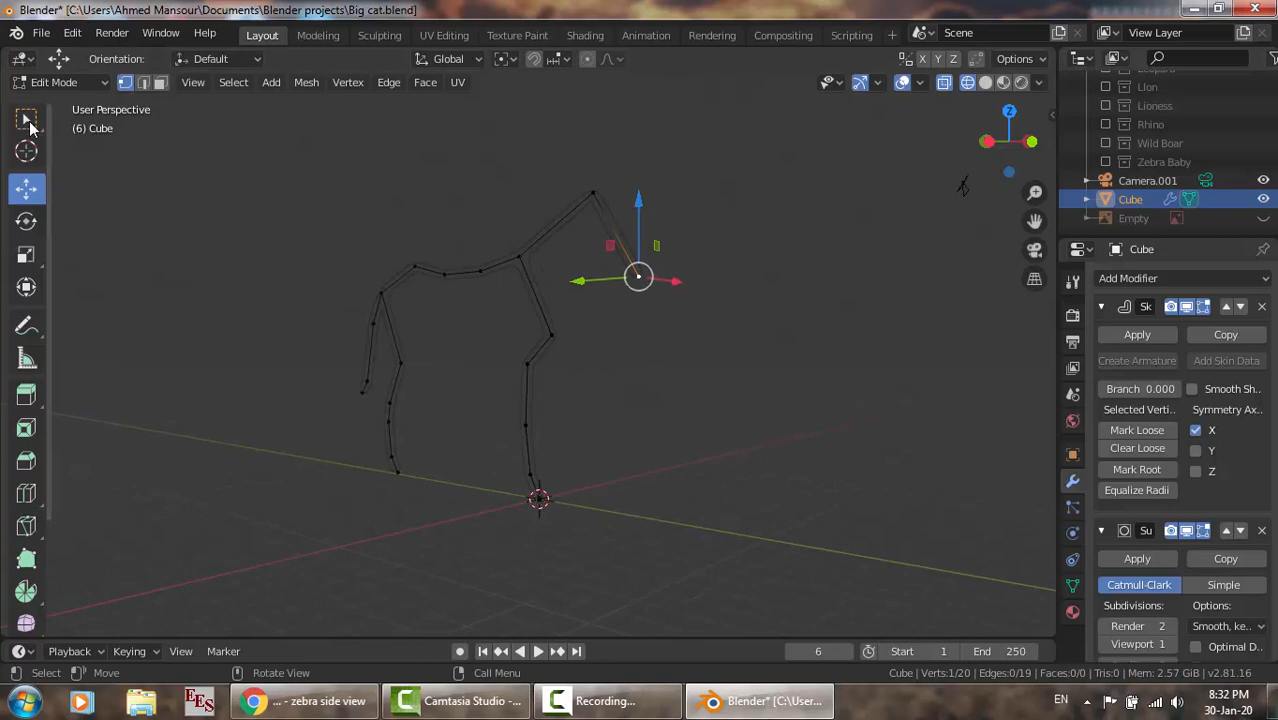 Blender* [C:\Users\Ahmed Mansour\Documents\Blender projects\Big cat.blend]
File Edit Render Window Help Layout Modeling Sculpting UV Editing Texture Paint Shading Animation Rendering Compositing Scripting + Scene View Layer
Orientation: Default Global X Y Z Options
Edit Mode View Select Add Mesh Vertex Edge Face UV
User Perspective
(6) Cube
Z
LIon
Lioness
Rhino
Wild Boar
Zebra Baby
Camera.001
Cube
Empty
Cube
Add Modifier
Sk
Apply Copy
Create Armature Add Skin Data
Branch 0.000 Smooth Sh..
Selected Verti.. Symmetry Ax..
Mark Loose X
Clear Loose Y
Mark Root Z
Equalize Radii
Su
Apply Copy
Catmull-Clark Simple
Subdivisions: Options:
Render 2 Smooth, ke..
Viewport 1 Optimal D..
Playback Keying View Marker 6 Start 1 End 250
Select Move Rotate View Call Menu Cube | Verts:1/20 | Edges:0/19 | Faces:0/0 | Mem: 2.57 GiB | v2.81.16
EES ... - zebra side view Camtasia Studio -... Recording... Blender* [C:\User... EN 8:32 PM
30-Jan-20